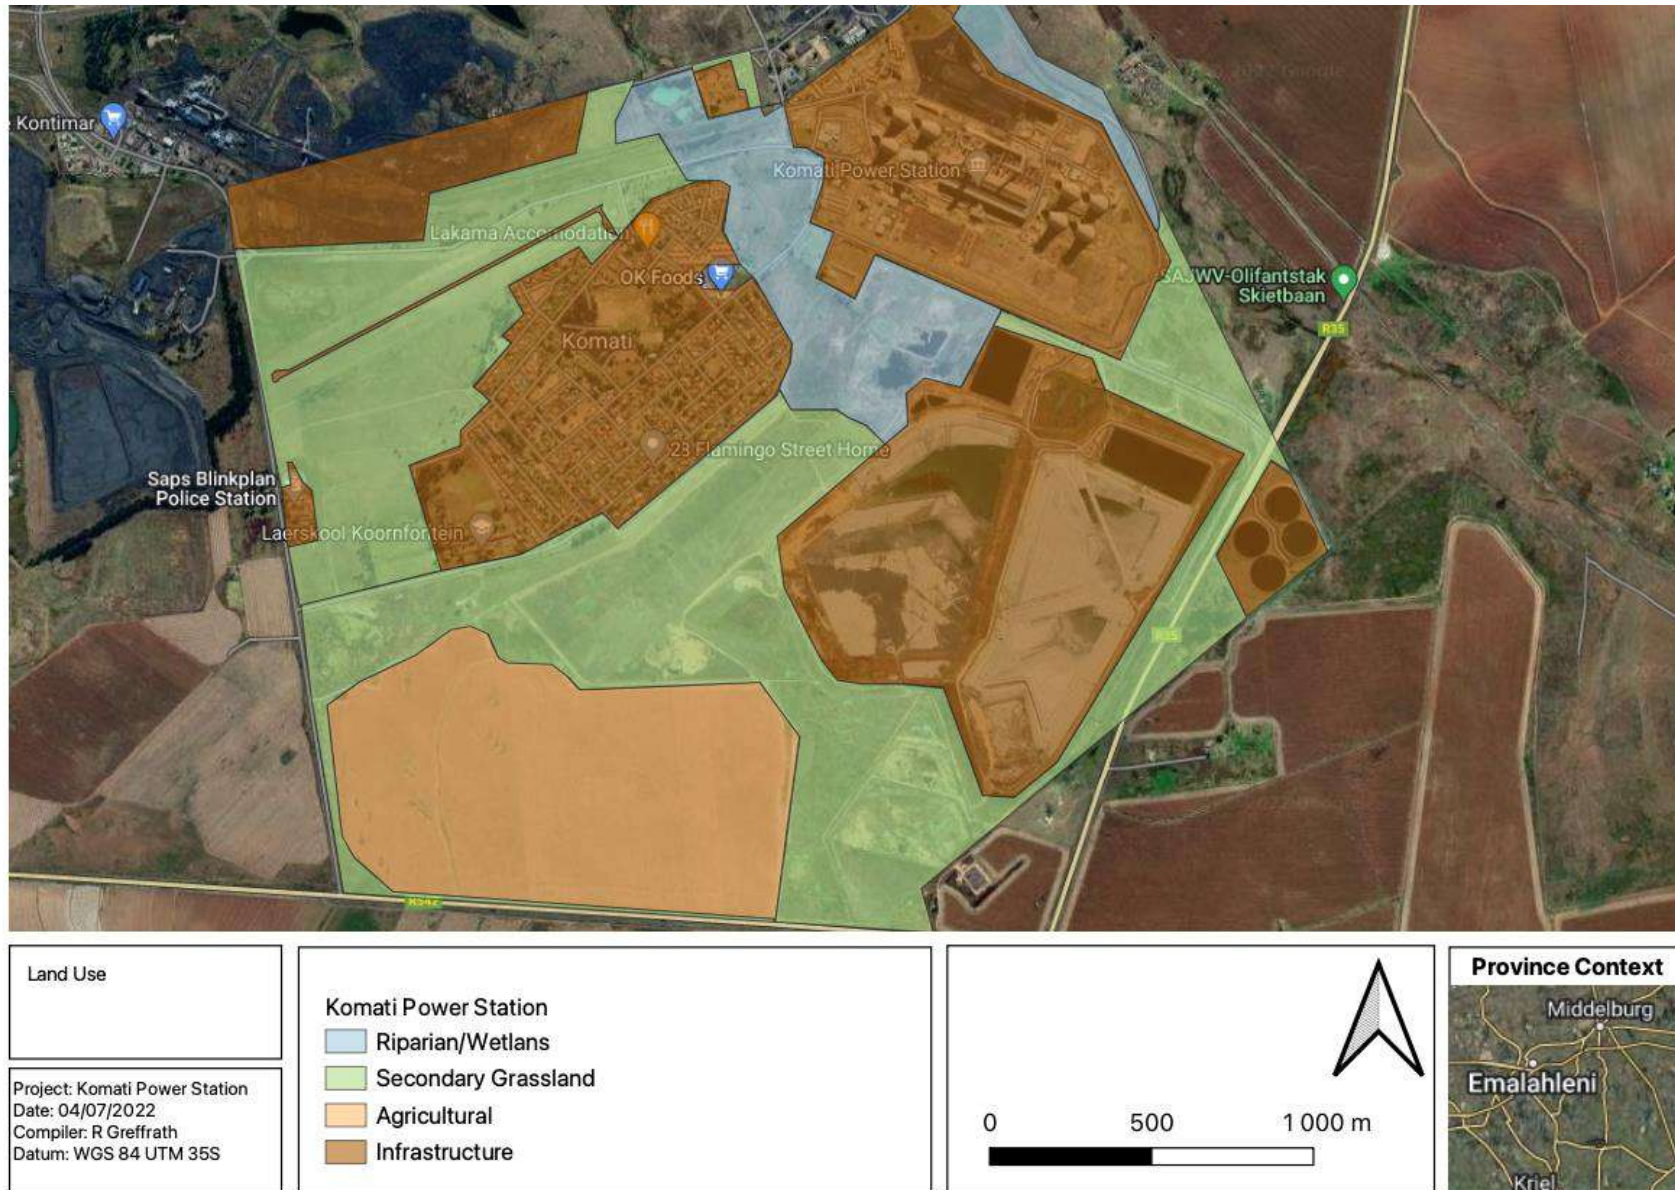 2022 Google
e Kontimar
Komati Power Station
Lakama Accomodation
OK Foods
SAJWV-Olifantstak
Skietbaan
R35
Komati
23 Flamingo Street Home
Saps Blinkplan
Police Station
Laerskool Koornfontein
R35
R542
Land Use
Project: Komati Power Station
Date: 04/07/2022
Compiler: R Greffrath
Datum: WGS 84 UTM 35S
Komati Power Station
Riparian/Wetlans
Secondary Grassland
Agricultural
Infrastructure
0 500 1 000 m
Province Context
Middelburg
Emalahleni
Kriel